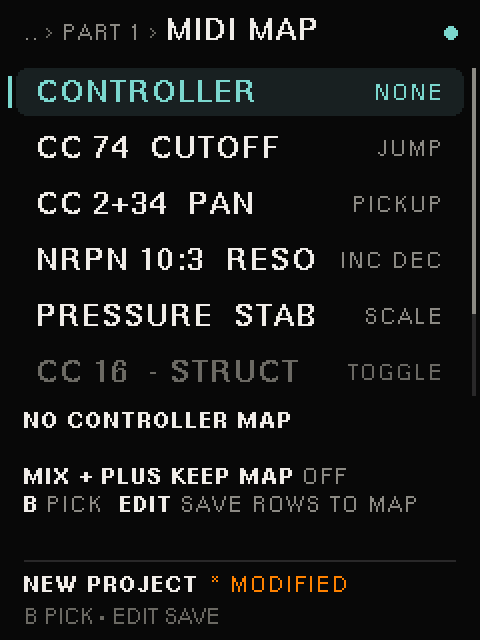 .. › PART 1 › MIDI MAP
CONTROLLER NONE
CC 74 CUTOFF JUMP
CC 2+34 PAN PICKUP
NRPN 10:3 RESO INC DEC
PRESSURE STAB SCALE
CC 16 - STRUCT TOGGLE
NO CONTROLLER MAP
MIX + PLUS KEEP MAP OFF
B PICK EDIT SAVE ROWS TO MAP
NEW PROJECT * MODIFIED
B PICK · EDIT SAVE